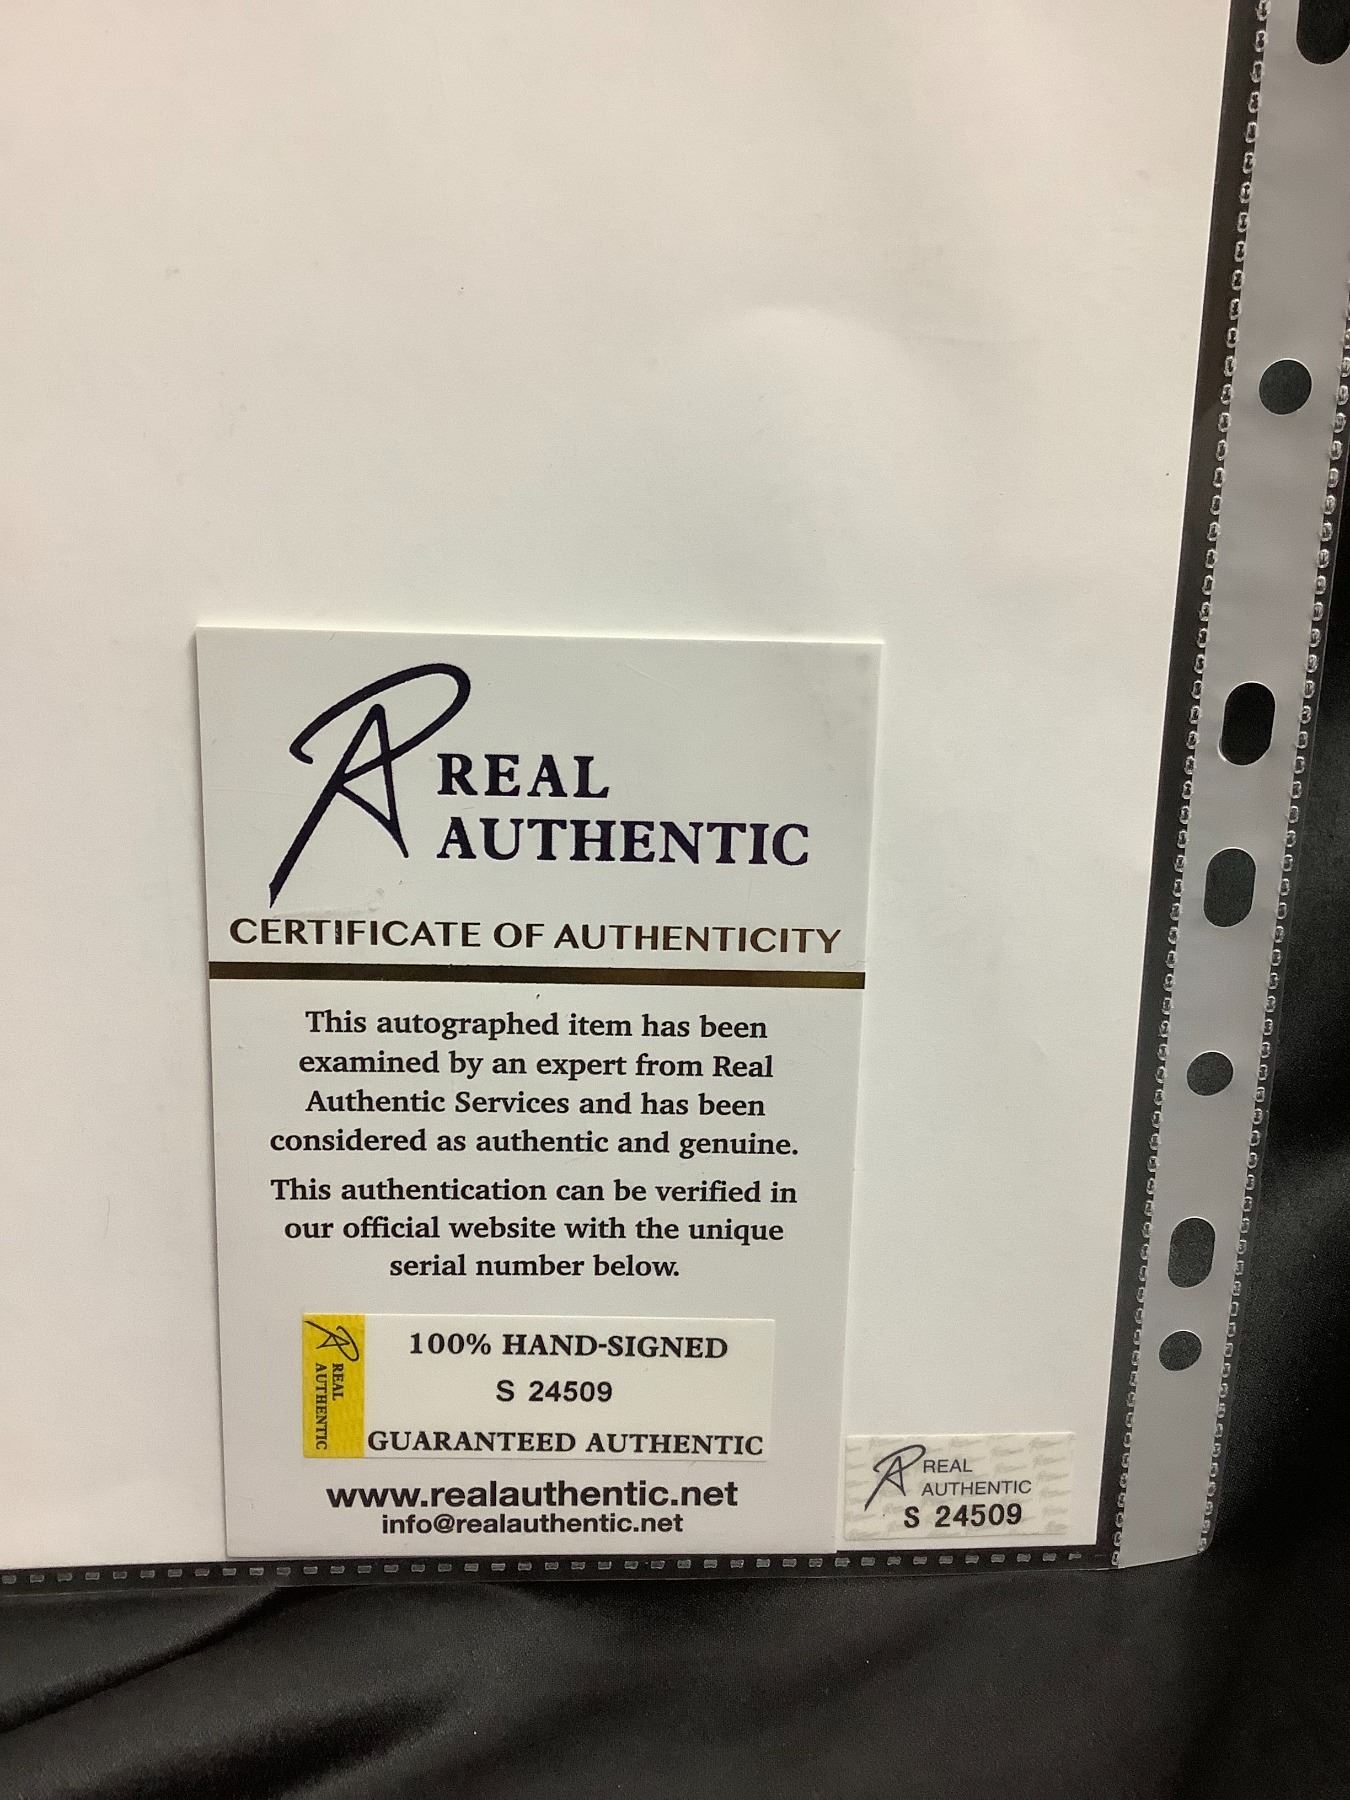 REAL
AUTHENTIC
CERTIFICATE OF AUTHENTICITY
This autographed item has been
examined by an expert from Real
Authentic Services and has been
considered as authentic and genuine.
This authentication can be verified in
our official website with the unique
serial number below.
REAL
AUTHENTIC
100% HAND-SIGNED
S 24509
GUARANTEED AUTHENTIC
www.realauthentic.net
info@realauthentic.net
REAL
AUTHENTIC
S 24509